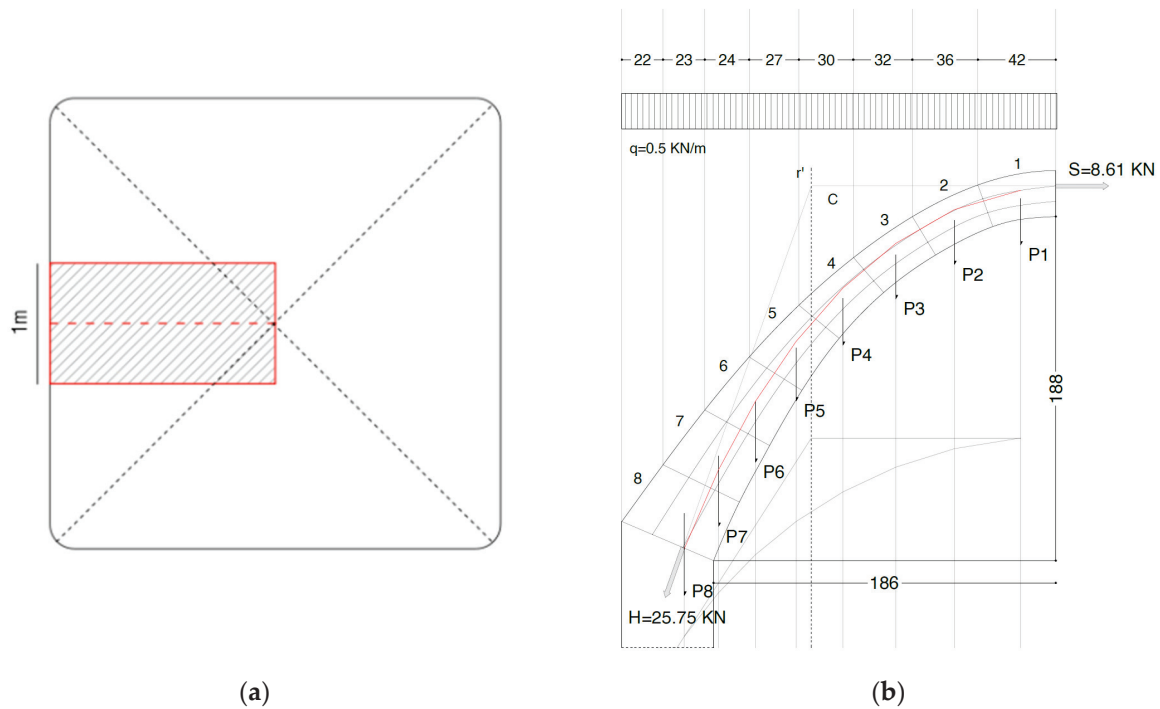 1m
(a)
22 23 24 27 30 32 36 42
q=0.5 KN/m
r'
C
S=8.61 KN
1
2
3
4
5
6
7
8
P1
P2
P3
P4
P5
P6
P7
P8
188
186
H=25.75 KN
(b)